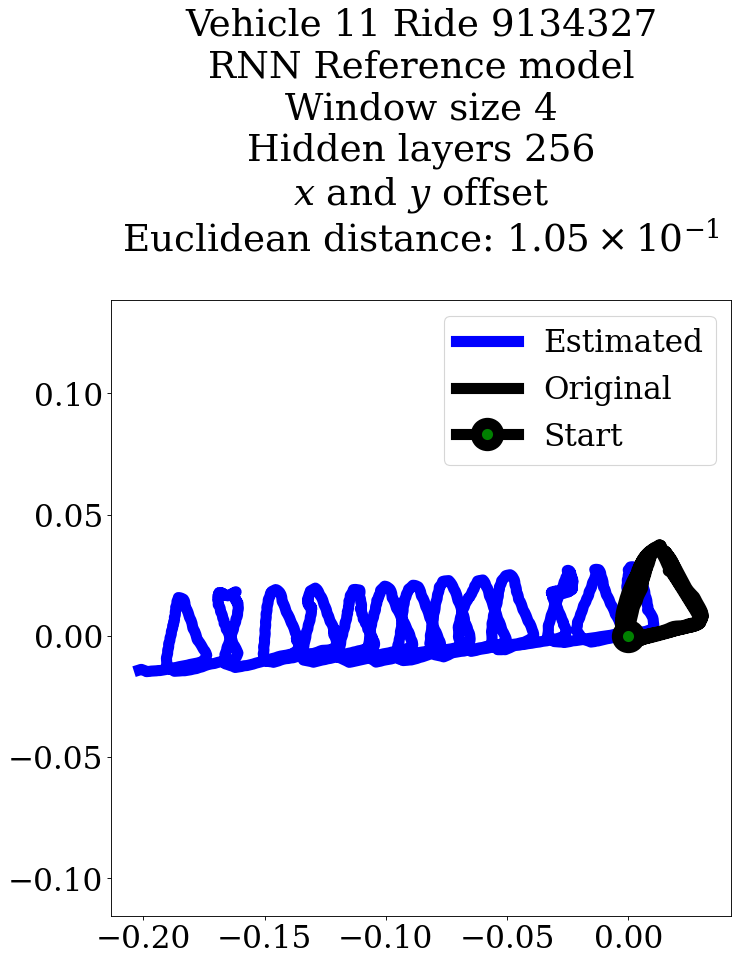 Vehicle 11 Ride 9134327
RNN Reference model
Window size 4
Hidden layers 256
x and y offset
Euclidean distance: 1.05 × 10⁻¹
Estimated
Original
Start
0.10
0.05
0.00
−0.05
−0.10
−0.20 −0.15 −0.10 −0.05 0.00